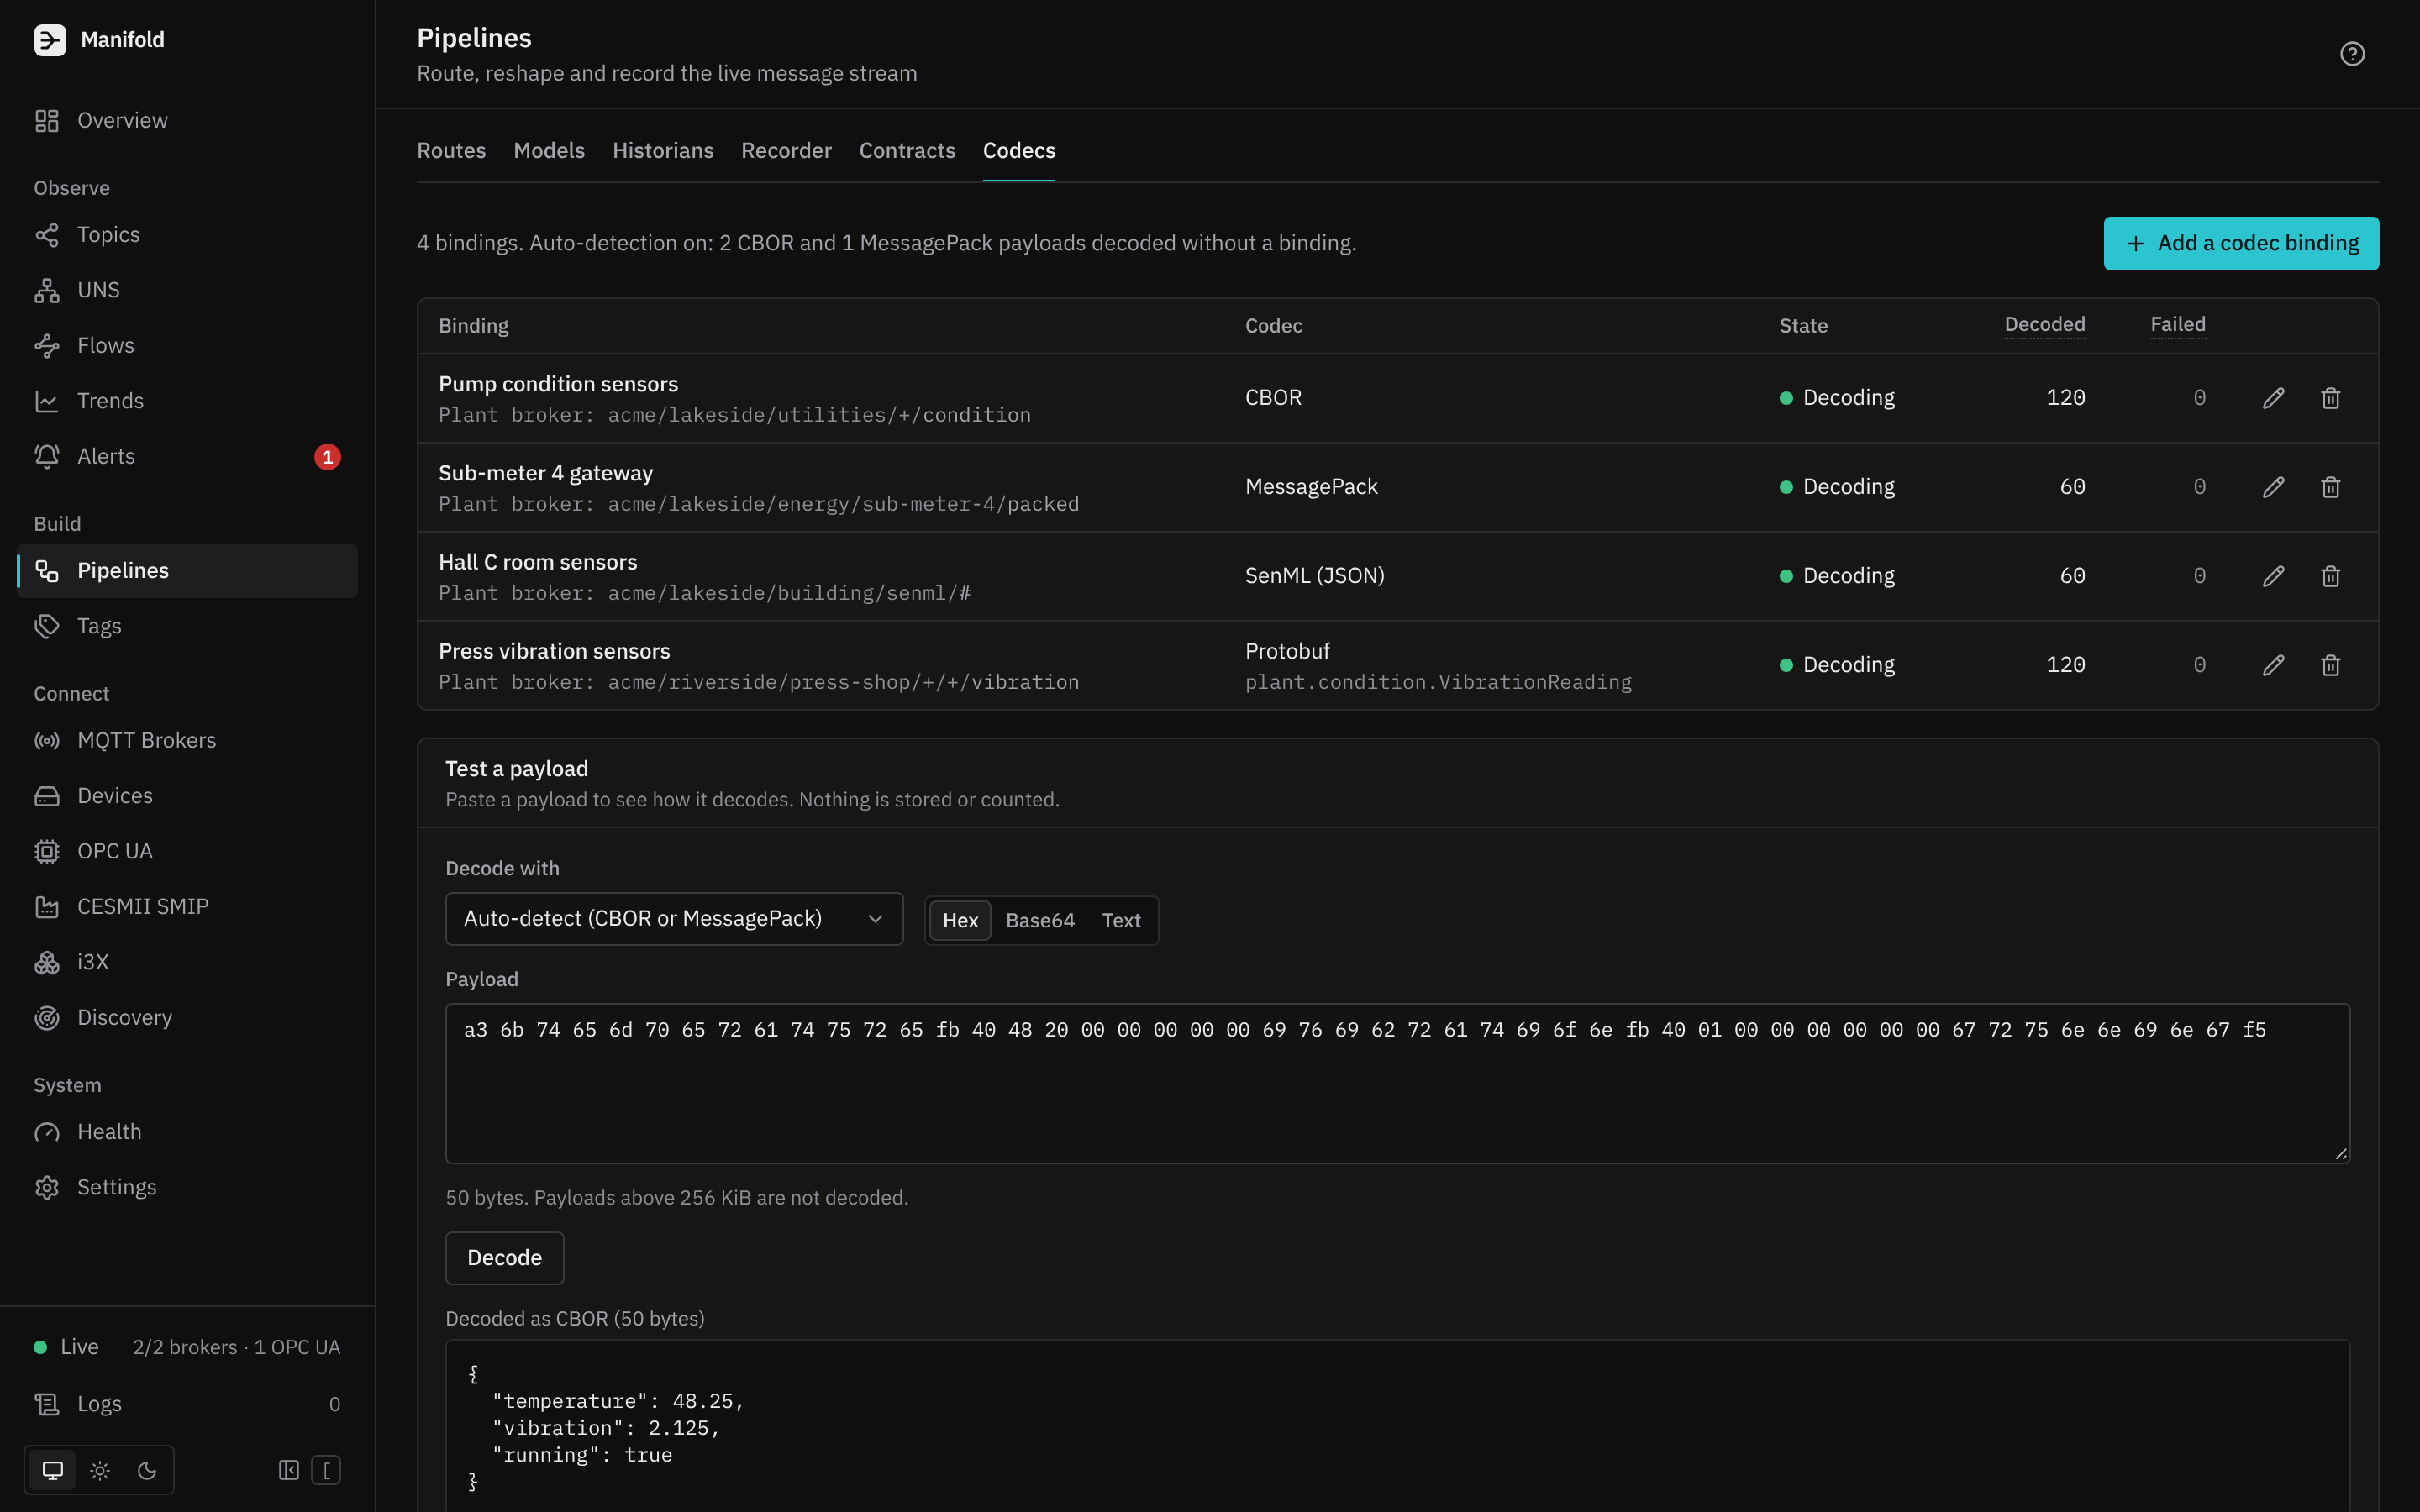 Manifold
Overview
Observe
Topics
UNS
Flows
Trends
Alerts 1
Build
Pipelines
Tags
Connect
MQTT Brokers
Devices
OPC UA
CESMII SMIP
i3X
Discovery
System
Health
Settings
Live 2/2 brokers · 1 OPC UA
Logs 0
[
Pipelines
Route, reshape and record the live message stream
Routes Models Historians Recorder Contracts Codecs
4 bindings. Auto-detection on: 2 CBOR and 1 MessagePack payloads decoded without a binding.
+ Add a codec binding
Binding Codec State Decoded Failed
Pump condition sensors
Plant broker: acme/lakeside/utilities/+/condition
CBOR Decoding 120 0
Sub-meter 4 gateway
Plant broker: acme/lakeside/energy/sub-meter-4/packed
MessagePack Decoding 60 0
Hall C room sensors
Plant broker: acme/lakeside/building/senml/#
SenML (JSON) Decoding 60 0
Press vibration sensors
Plant broker: acme/riverside/press-shop/+/+/vibration
Protobuf
plant.condition.VibrationReading
Decoding 120 0
Test a payload
Paste a payload to see how it decodes. Nothing is stored or counted.
Decode with
Auto-detect (CBOR or MessagePack) Hex Base64 Text
Payload
a3 6b 74 65 6d 70 65 72 61 74 75 72 65 fb 40 48 20 00 00 00 00 00 69 76 69 62 72 61 74 69 6f 6e fb 40 01 00 00 00 00 00 00 67 72 75 6e 6e 69 6e 67 f5
50 bytes. Payloads above 256 KiB are not decoded.
Decode
Decoded as CBOR (50 bytes)
{
"temperature": 48.25,
"vibration": 2.125,
"running": true
}